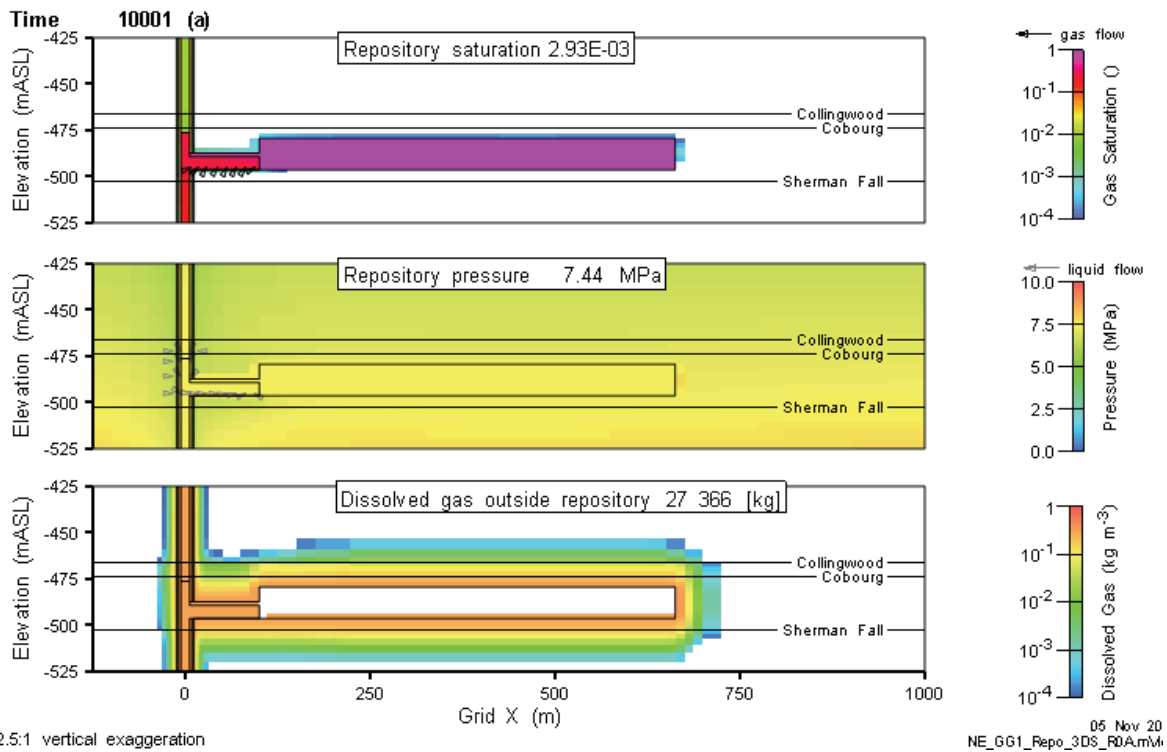 Time 10001 (a)
gas flow
-425
-450
-475
-500
-525
Elevation (mASL)
Repository saturation 2.93E-03
Collingwood
Cobourg
Sherman Fall
1
10-1
10-2
10-3
10-4
Gas Saturation ()
liquid flow
-425
-450
-475
-500
-525
Elevation (mASL)
Repository pressure 7.44 MPa
Collingwood
Cobourg
Sherman Fall
10.0
7.5
5.0
2.5
0.0
Pressure (MPa)
-425
-450
-475
-500
-525
Elevation (mASL)
Dissolved gas outside repository 27 366 [kg]
Collingwood
Cobourg
Sherman Fall
1
10-1
10-2
10-3
10-4
Dissolved Gas (kg m-3)
0 250 500 750 1000
Grid X (m)
2.5:1 vertical exaggeration
05 Nov 20
NE_GG1_Repo_3DS_R0A.mV